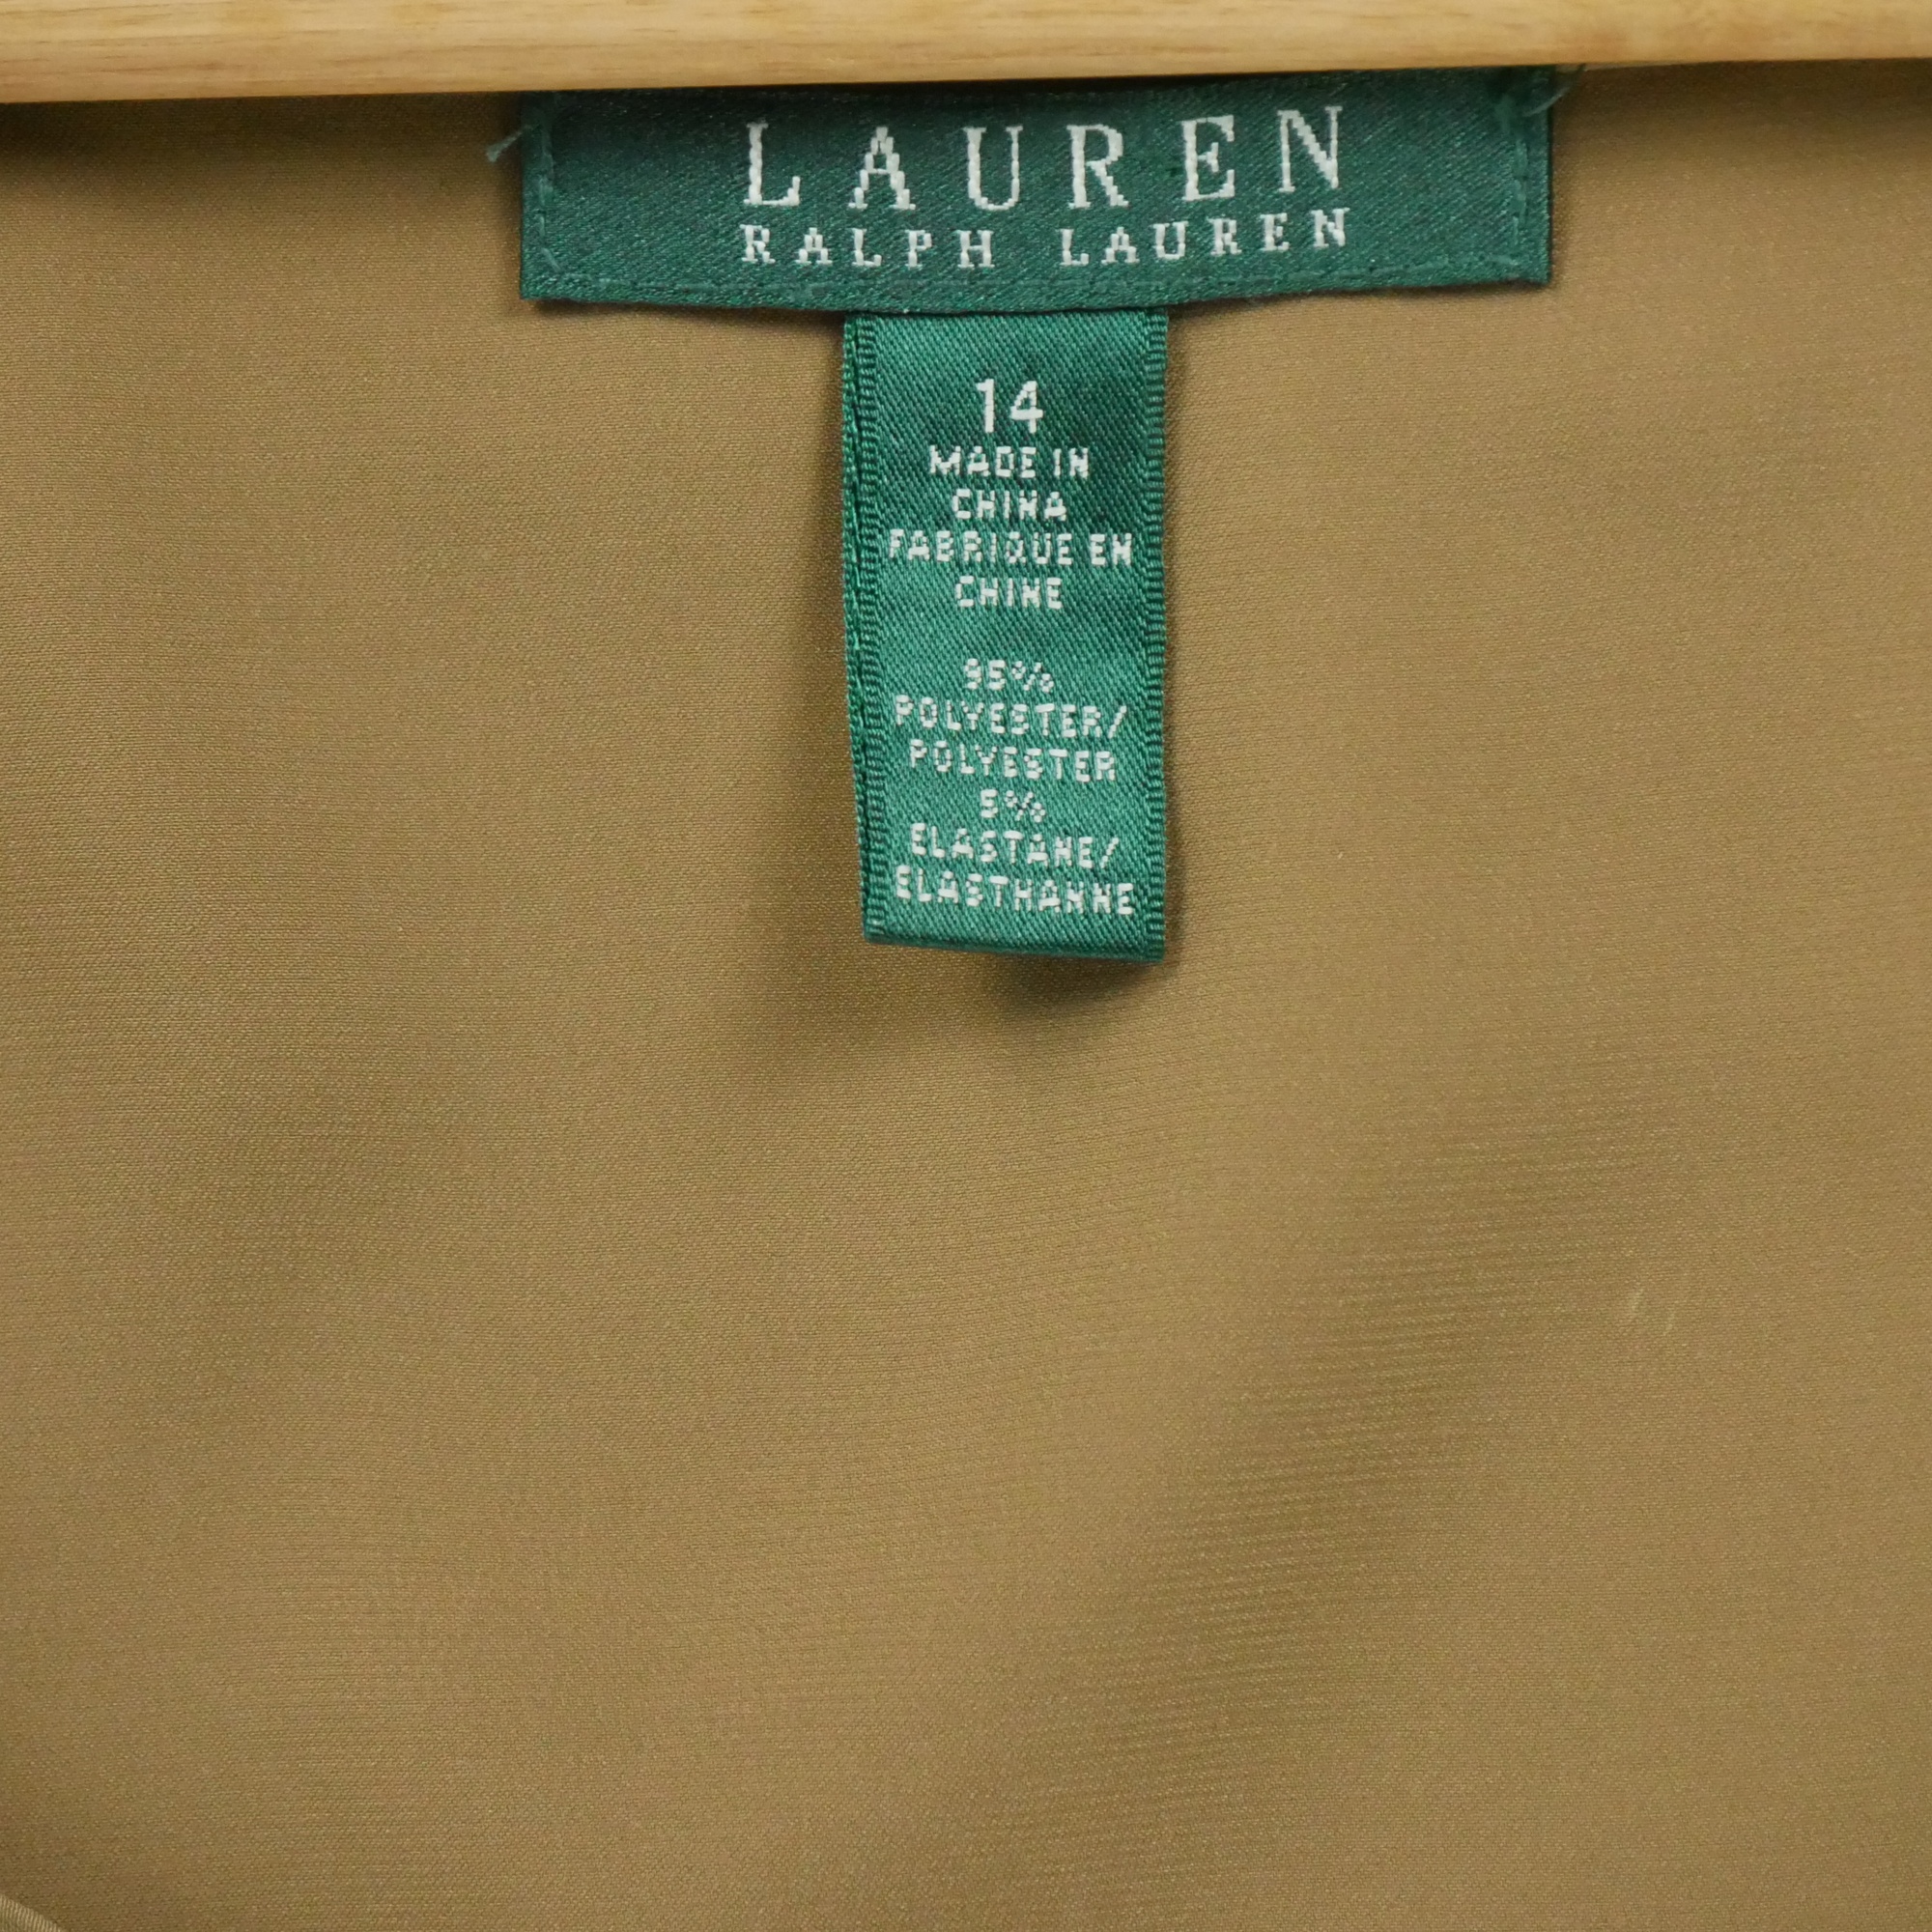 LAUREN
RALPH LAUREN
14
MADE IN
CHINA
FABRIQUE EN
CHINE
95%
POLYESTER/
POLYESTER
5%
ELASTANE/
ELASTHANNE